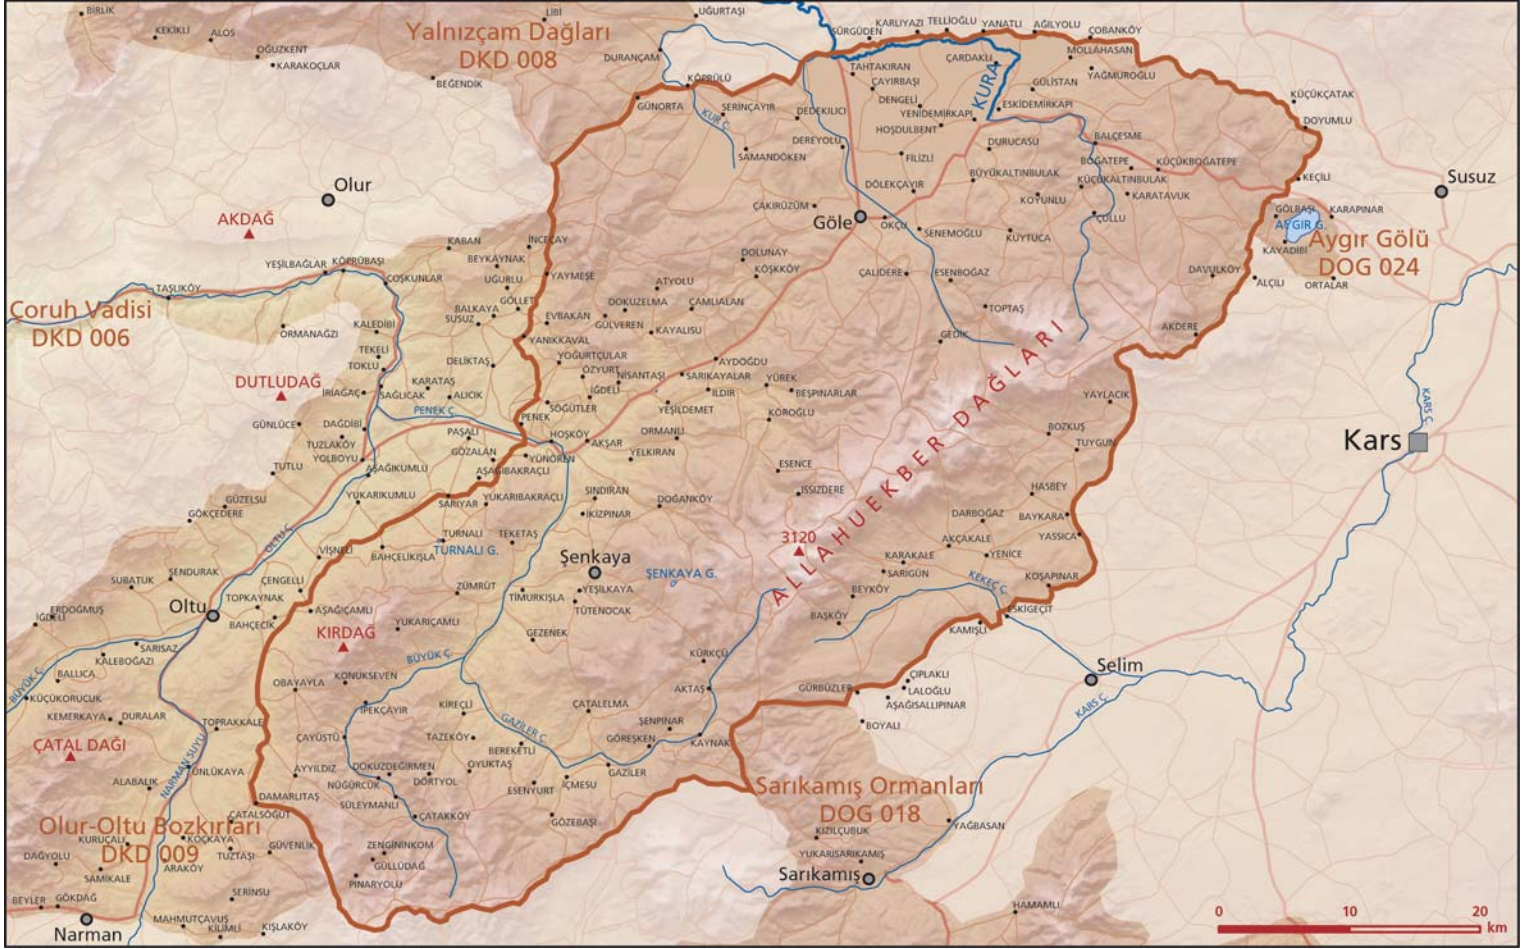 BİRLİK
LİBİ
UĞURTAŞI
KEKİKLİ
ALOS
Yalnızçam Dağları
DKD 008
SÜRGÜDEN
KARLIYAZI
TELLİOĞLU
YANATLI
AĞILYOLU
ÇOBANKÖY
OĞUZKENT
KARAKOÇLAR
DURANÇAM
MOLLAHASAN
BEĞENDİK
KÖPRÜLÜ
TAHTAKIRAN
ÇARDAKLI
YAĞMUROĞLU
ÇAYIRBAŞI
GÜLİSTAN
KURA
GÜNORTA
SERİNÇAYIR
DEDEKILICI
DENGELİ
ESKİDEMİRKAPI
KÜÇÜKÇATAK
KUR Ç.
YENİDEMİRKAPI
DOYUMLU
HOŞDULBENT
DEREYOLU
DURUCASU
BALÇEŞME
SAMANDÖKEN
FİLİZLİ
BOĞATEPE
KÜÇÜKBOĞATEPE
Olur
DÖLEKÇAYIR
BÜYÜKALTINBULAK
KÜÇÜKALTINBULAK
KEÇİLİ
Susuz
KOYUNLU
KARATAVUK
ÇAKIRÜZÜM
GÖLBAŞI
KARAPINAR
AKDAĞ
Göle
OKÇU
ÇULLU
AYGIR G.
SENEMOĞLU
KUYTUCA
KAYADİBİ
Aygır Gölü
DOG 024
KABAN
İNCEÇAY
BEYKAYNAK
DOLUNAY
YEŞİLBAĞLAR
KÖPRÜBAŞI
COŞKUNLAR
UĞURLU
YAYMEŞE
KÖŞKKÖY
ÇALIDERE
ESENBOĞAZ
DAVULKÖY
ALÇILI
ORTALAR
TAŞLIKÖY
ATYOLU
Çoruh Vadisi
DKD 006
GÖLLET
DOKUZELMA
ÇAMLIALAN
BALKAYA
SUSUZ
EVBAKAN
GÜLVEREN
KAYALISU
TOPTAŞ
ORMANAĞZI
KALEDİBİ
YANIKKAVAL
GEDİK
AKDERE
TEKELİ
TOKLU
DELİKTAŞ
YOĞURTÇULAR
AYDOĞDU
ÖZYURT
NİŞANTAŞI
SARIKAYALAR
YÜREK
DUTLUDAĞ
İRİAĞAÇ
KARATAŞ
SAĞLICAK
ALICIK
İĞDELİ
ILDIR
BEŞPINARLAR
YAYLACIK
SÖĞÜTLER
YEŞİLDEMET
KÖROĞLU
PENEK Ç.
PENEK
GÜNLÜCE
DAĞDİBİ
PAŞALI
ORMANLI
BOZKUŞ
TUYGUN
Kars
KARS Ç.
TUZLAKÖY
YOLBOYU
GÖZALAN
HOŞKÖY
AKŞAR
YÜNÖREN
YELKIRAN
TUTLU
AŞAĞIKUMLU
AŞAĞIBAKRAÇLI
ESENCE
GÜZELSU
YUKARIKUMLU
SARIYAR
YUKARIBAKRAÇLI
SINDIRAN
DOĞANKÖY
ISSIZDERE
HASBEY
GÖKÇEDERE
İKİZPINAR
DARBOĞAZ
BAYKARA
OLTU Ç.
TURNALI
TEKETAŞ
AKÇAKALE
YASSICA
VİŞNELİ
BAHÇELİKIŞLA
TURNALI G.
Şenkaya
3120
ALLAHUEKBER DAĞLARI
KARAKALE
YENİCE
SUBATUK
ŞENDURAK
ÇENGELLİ
ŞENKAYA G.
SARIGÜN
KOŞAPINAR
ZÜMRÜT
TİMURKIŞLA
YEŞİLKAYA
BEYKÖY
KEKEÇ Ç.
TOPKAYNAK
TÜTENOCAK
Oltu
ERDOĞMUŞ
İĞDELİ
BAHÇECİK
AŞAĞIÇAMLI
BAŞKÖY
ESKİGEÇİT
YUKARIÇAMLI
GEZENEK
KAMIŞLI
KIRDAĞ
SARISAZ
KALEBOĞAZI
BÜYÜK Ç.
KÜRKÇÜ
Selim
BALLICA
BÜYÜK Ç.
KONUKSEVEN
OBAYAYLA
AKTAŞ
GÜRBÜZLER
ÇIPLAKLI
LALOĞLU
AŞAĞISALLIPINAR
KARS Ç.
KÜÇÜKORUCUK
KEMERKAYA
DURALAR
TOPRAKKALE
İPEKÇAYIR
KİREÇLİ
ÇATALELMA
BOYALI
GAZİLER Ç.
ŞENPINAR
ÇATAL DAĞI
ÇAYÜSTÜ
TAZEKÖY
BEREKETLİ
GÖREŞKEN
KAYNAK
NARMAN SUYU
ÜNLÜKAYA
AYYILDIZ
DOKUZDEĞİRMEN
OYUKTAŞ
GAZİLER
ALABALIK
NÜĞÜRCÜK
DÖRTYOL
ESENYURT
İÇMESU
Sarıkamış Ormanları
DOG 018
DAMARLITAŞ
SÜLEYMANLI
ÇATALSÖĞÜT
ÇATAKKÖY
GÖZEBAŞI
YAĞBASAN
Olur-Oltu Bozkırları
DKD 009
KURUÇALI
KOÇKAYA
KIZILÇUBUK
DAĞYOLU
TUZTAŞI
GÜVENLİK
ZENGİNİNKOM
YUKARISARIKAMIŞ
ARAKÖY
GÜLLÜDAĞ
SAMİKALE
PINARYOLU
Sarıkamış
BEYLER
GÖKDAĞ
SERİNSU
HAMAMLI
MAHMUTÇAVUŞ
KİLİMLİ
KIŞLAKÖY
Narman
0 10 20
km